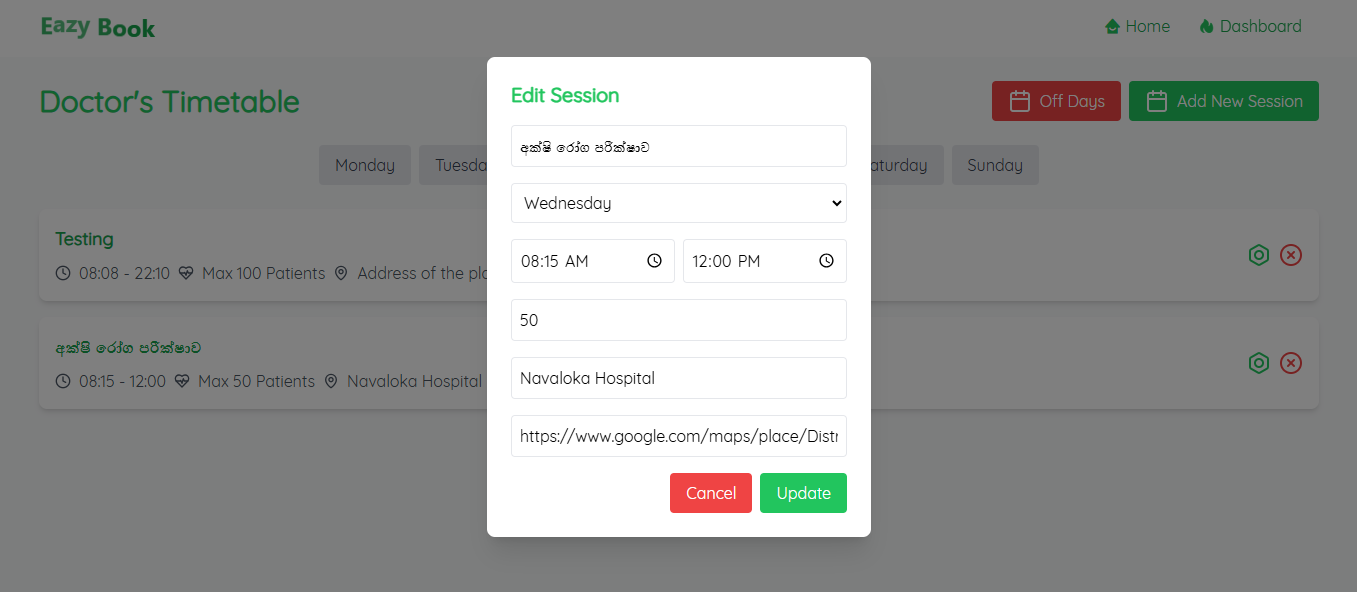 Eazy Book
Home
Dashboard
Doctor's Timetable
Off Days
Add New Session
Monday
Sunday
Testing
08:08 - 22:10
Max 100 Patients
Address of the
අක්ෂි රෝග පරීක්ෂාව
08:15 - 12:00
Max 50 Patients
Navaloka Hospital
Edit Session
අක්ෂි රෝග පරීක්ෂාව
Wednesday
08:15 AM
12:00 PM
50
Navaloka Hospital
https://www.google.com/maps/place/Distr
Cancel
Update